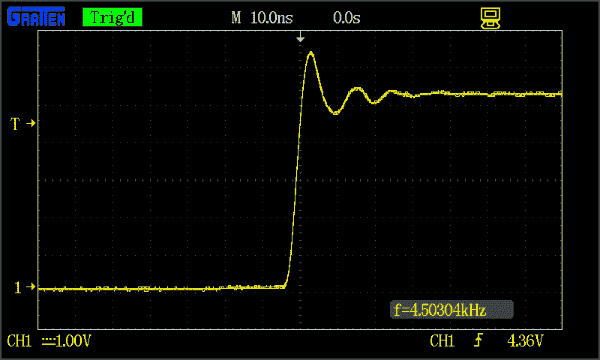 GRATTEN Trig'd M 10.0ns 0.0s
T
1
f=4.50304kHz
CH1 1.00V CH1 4.36V